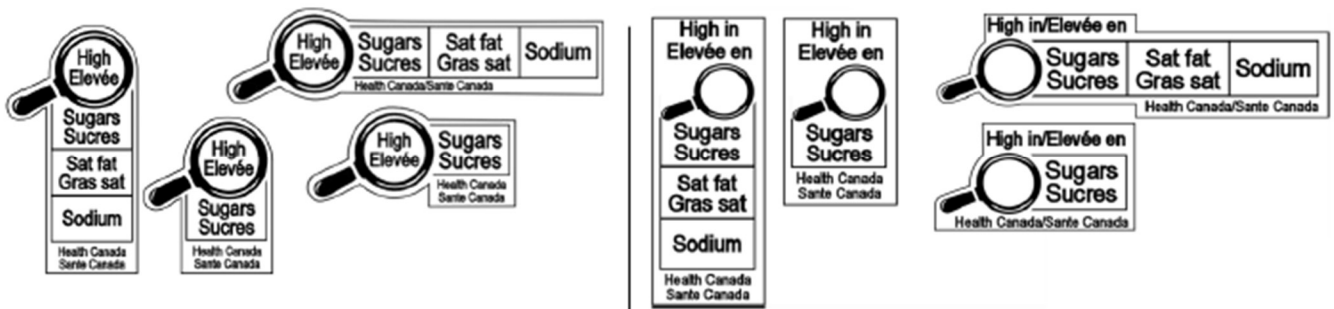 High
Elevée
Sugars
Sucres
Sat fat
Gras sat
Sodium
Health Canada
Sante Canada
High
Elevée
Sugars
Sucres
Health Canada
Sante Canada
High
Elevée
Sugars
Sucres
Sat fat
Gras sat
Sodium
Health Canada/Sante Canada
High
Elevée
Sugars
Sucres
Health Canada
Sante Canada
High in
Elevée en
Sugars
Sucres
Sat fat
Gras sat
Sodium
Health Canada
Sante Canada
High in
Elevée en
Sugars
Sucres
Health Canada
Sante Canada
High in/Elevée en
Sugars
Sucres
Sat fat
Gras sat
Sodium
Health Canada/Sante Canada
High in/Elevée en
Sugars
Sucres
Health Canada/Sante Canada